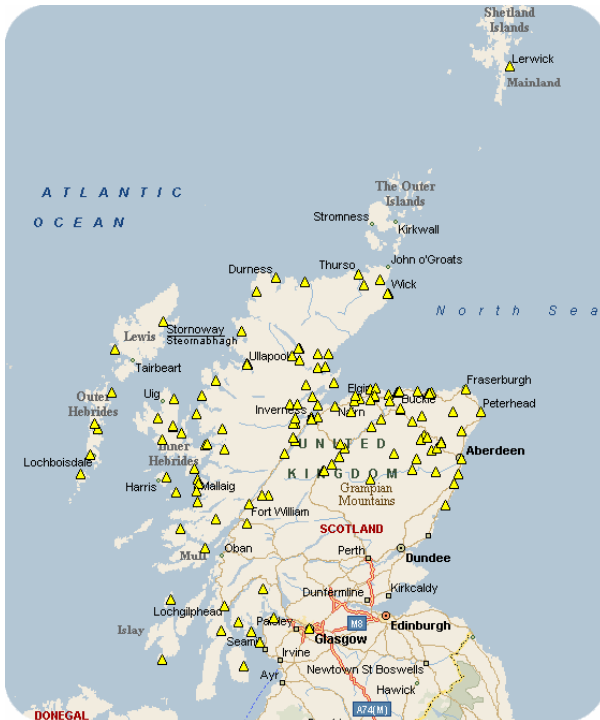 Shetland
Islands
Lerwick
Mainland
The Outer
Islands
ATLANTIC
OCEAN
Stromness
Kirkwall
John o'Groats
Thurso
Durness
Wick
North Sea
Lewis
Stornoway
Steornabhagh
Ullapool
Tairbeart
Uig
Outer
Hebrides
Elgin
Buckie
Fraserburgh
Peterhead
Inverness
Nairn
Inner
Hebrides
UNITED
KINGDOM
Aberdeen
Lochboisdale
Harris
Mallaig
Grampian
Mountains
Fort William
SCOTLAND
Mull
Oban
Perth
Dundee
Dunfermline
Kirkcaldy
Lochgilphead
Islay
Paisley
M8
Edinburgh
Glasgow
Seami
Irvine
Newtown St Boswells
Ayr
Hawick
A74(M)
DONEGAL